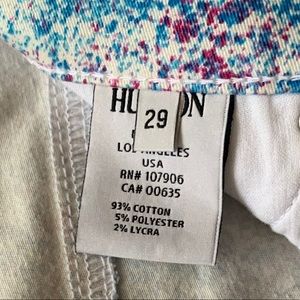 29
LOS ANGELES
USA
RN# 107906
CA# 00635
93% COTTON
5% POLYESTER
2% LYCRA